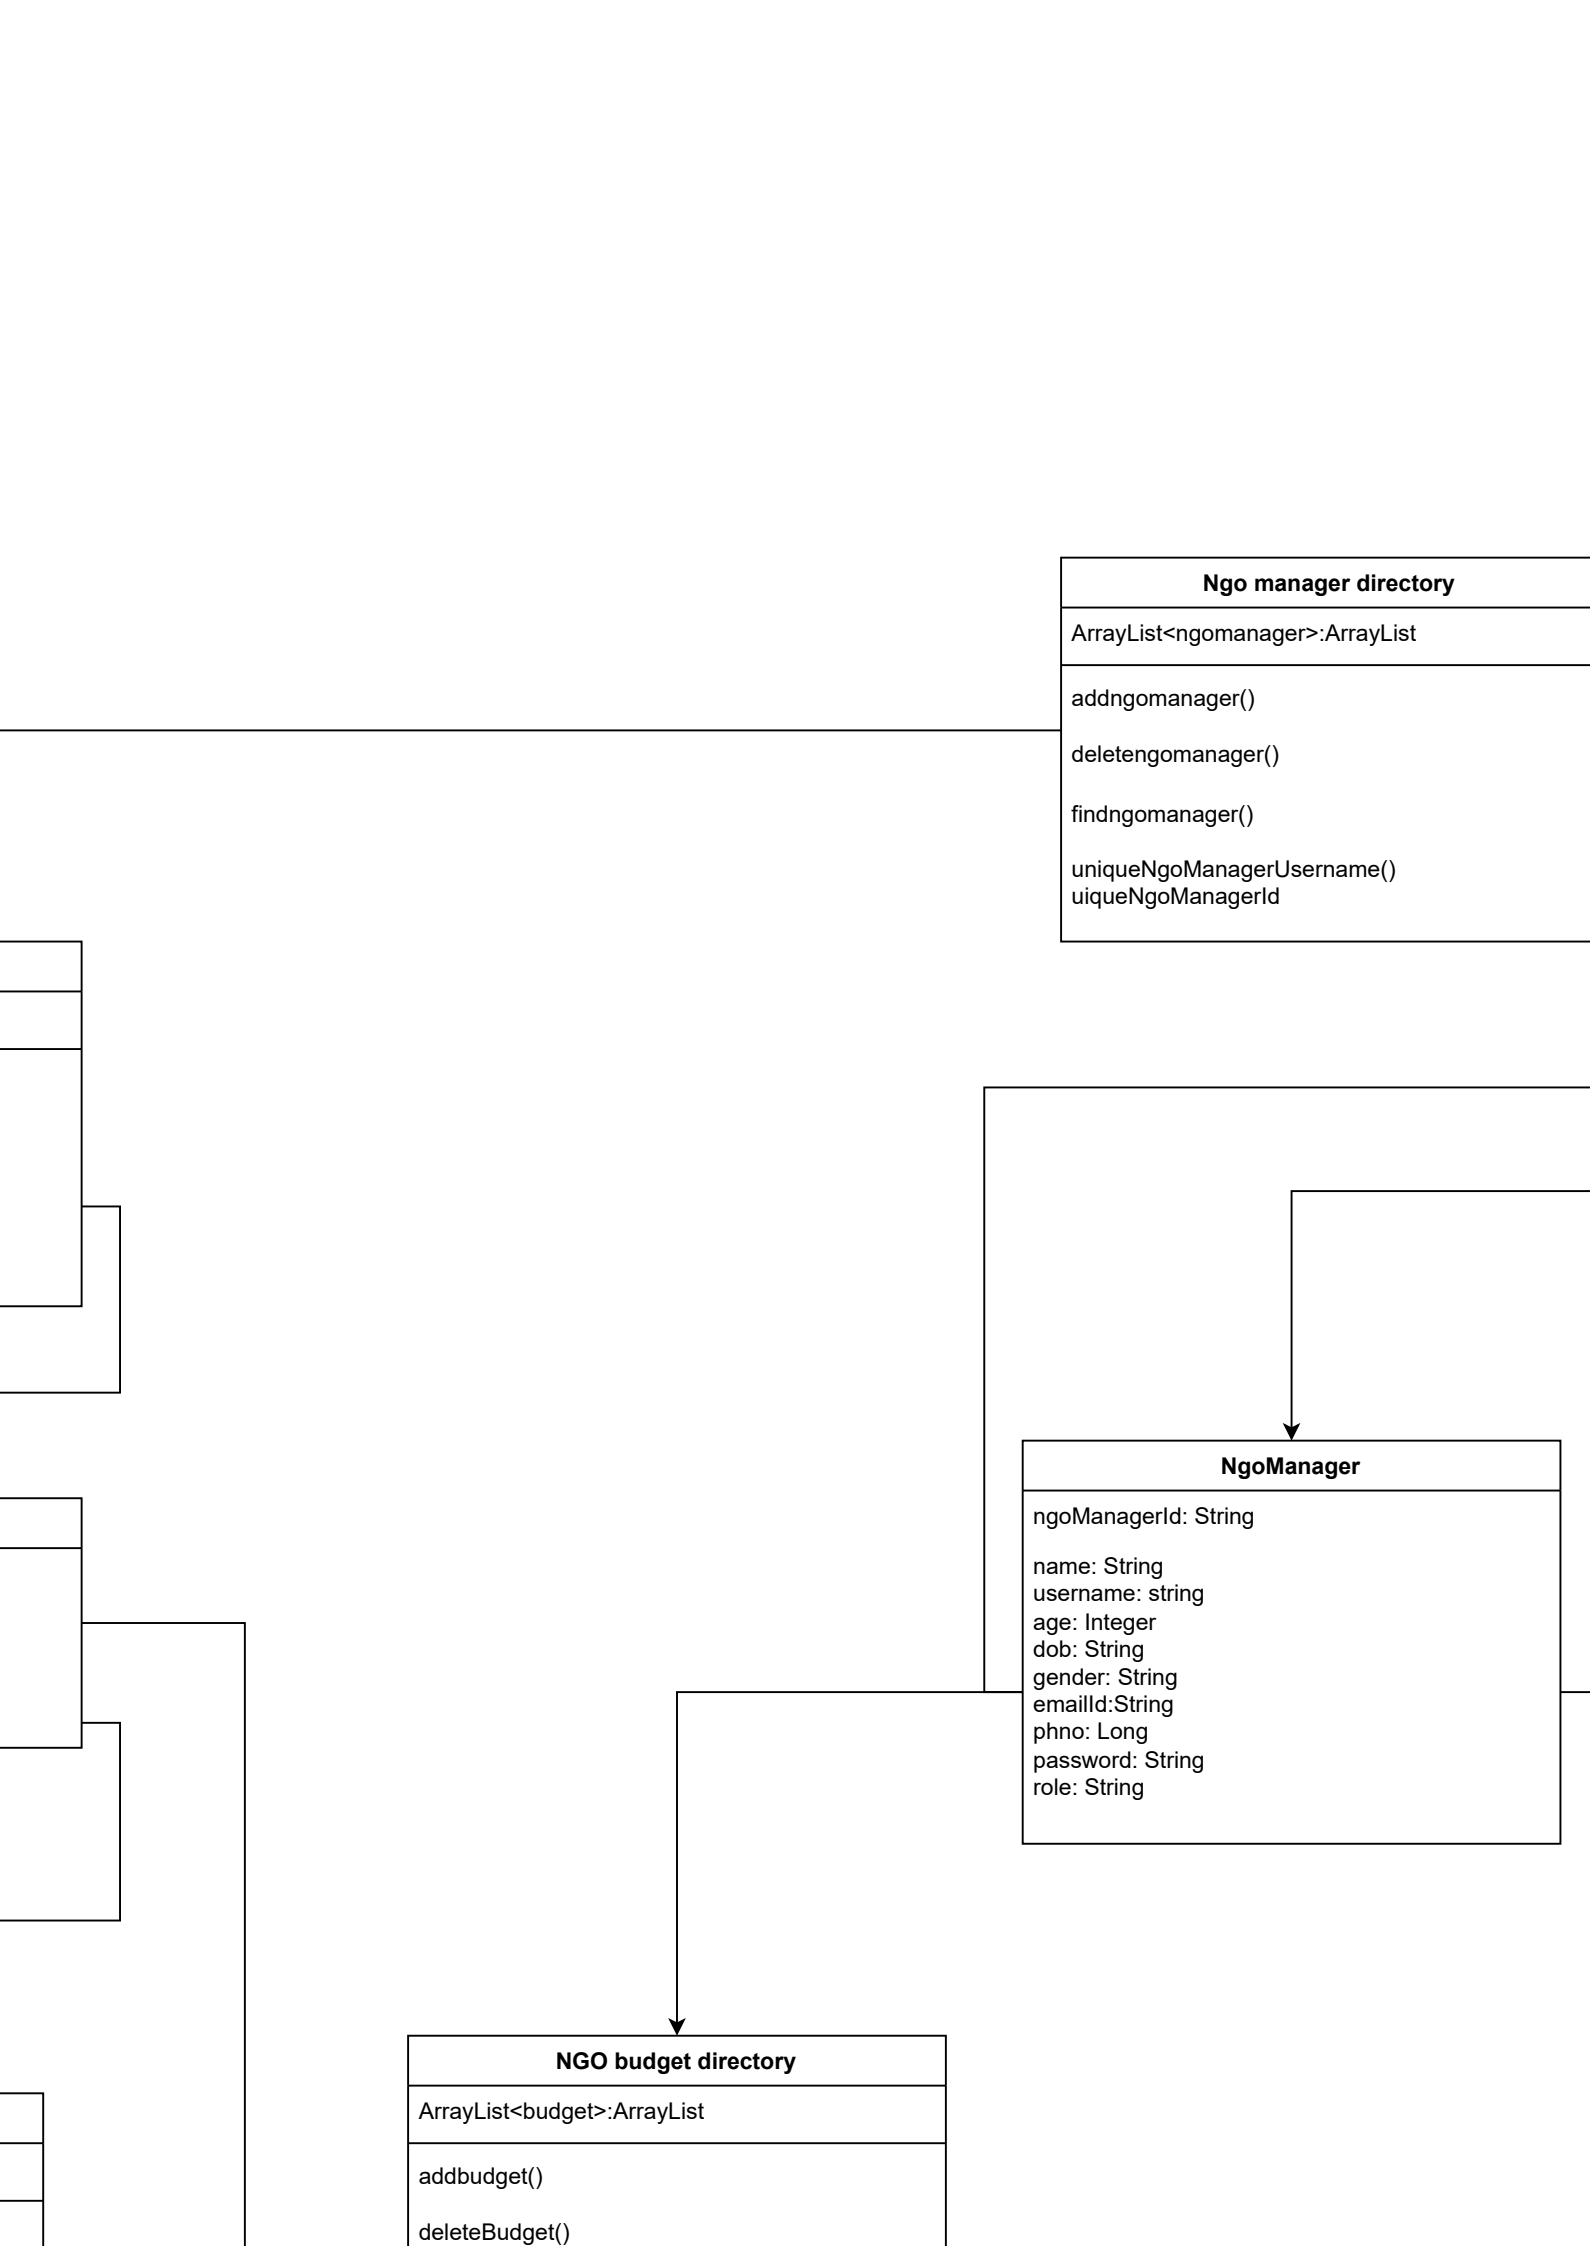 Ngo manager directory
ArrayList<ngomanager>:ArrayList
addngomanager()
deletengomanager()
findngomanager()
uniqueNgoManagerUsername()
uiqueNgoManagerId
NgoManager
ngoManagerId: String
name: String
username: string
age: Integer
dob: String
gender: String
emailId:String
phno: Long
password: String
role: String
NGO budget directory
ArrayList<budget>:ArrayList
addbudget()
deleteBudget()